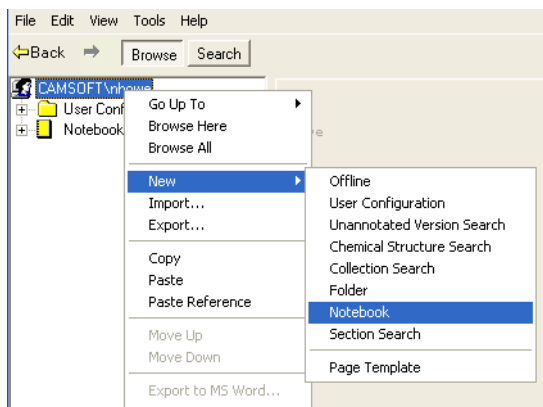 File Edit View Tools Help
Back Browse Search
CAMSOFT\nhowe
User Conf
Notebook
Go Up To
Browse Here
Browse All
New
Import...
Export...
Copy
Paste
Paste Reference
Move Up
Move Down
Export to MS Word...
Offline
User Configuration
Unannotated Version Search
Chemical Structure Search
Collection Search
Folder
Notebook
Section Search
Page Template